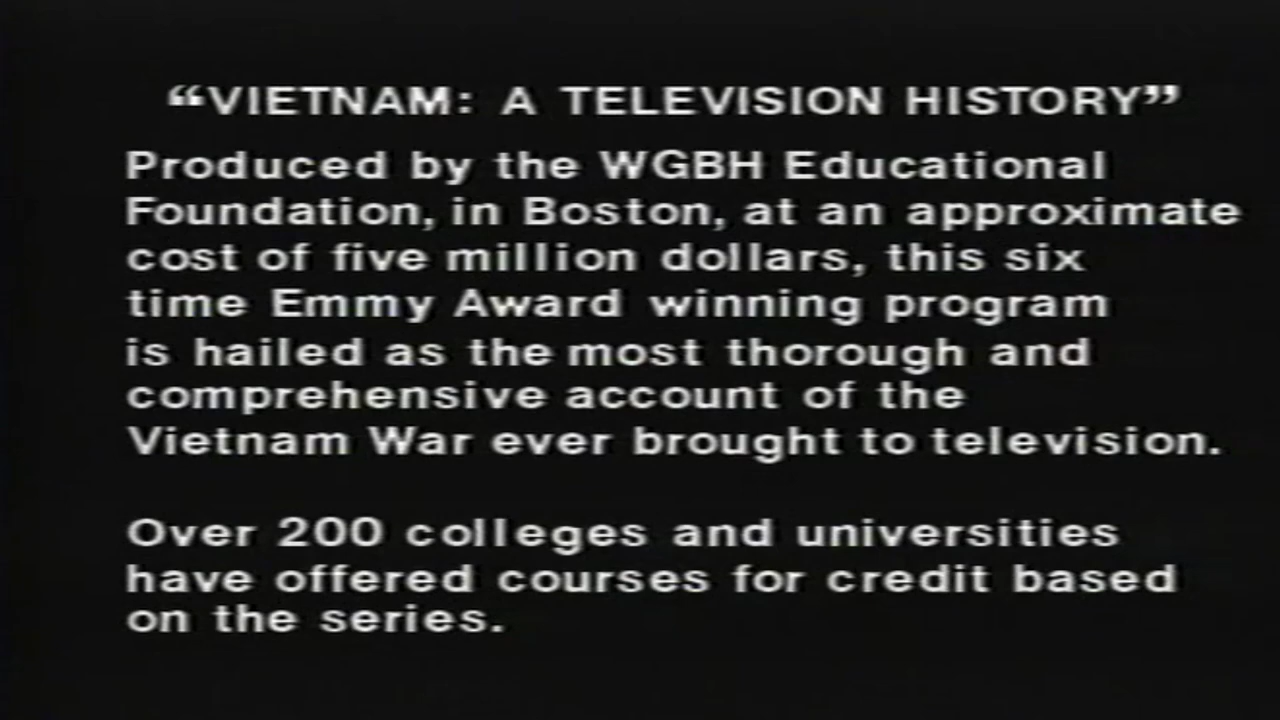 “VIETNAM: A TELEVISION HISTORY”
Produced by the WGBH Educational
Foundation, in Boston, at an approximate
cost of five million dollars, this six
time Emmy Award winning program
is hailed as the most thorough and
comprehensive account of the
Vietnam War ever brought to television.
Over 200 colleges and universities
have offered courses for credit based
on the series.